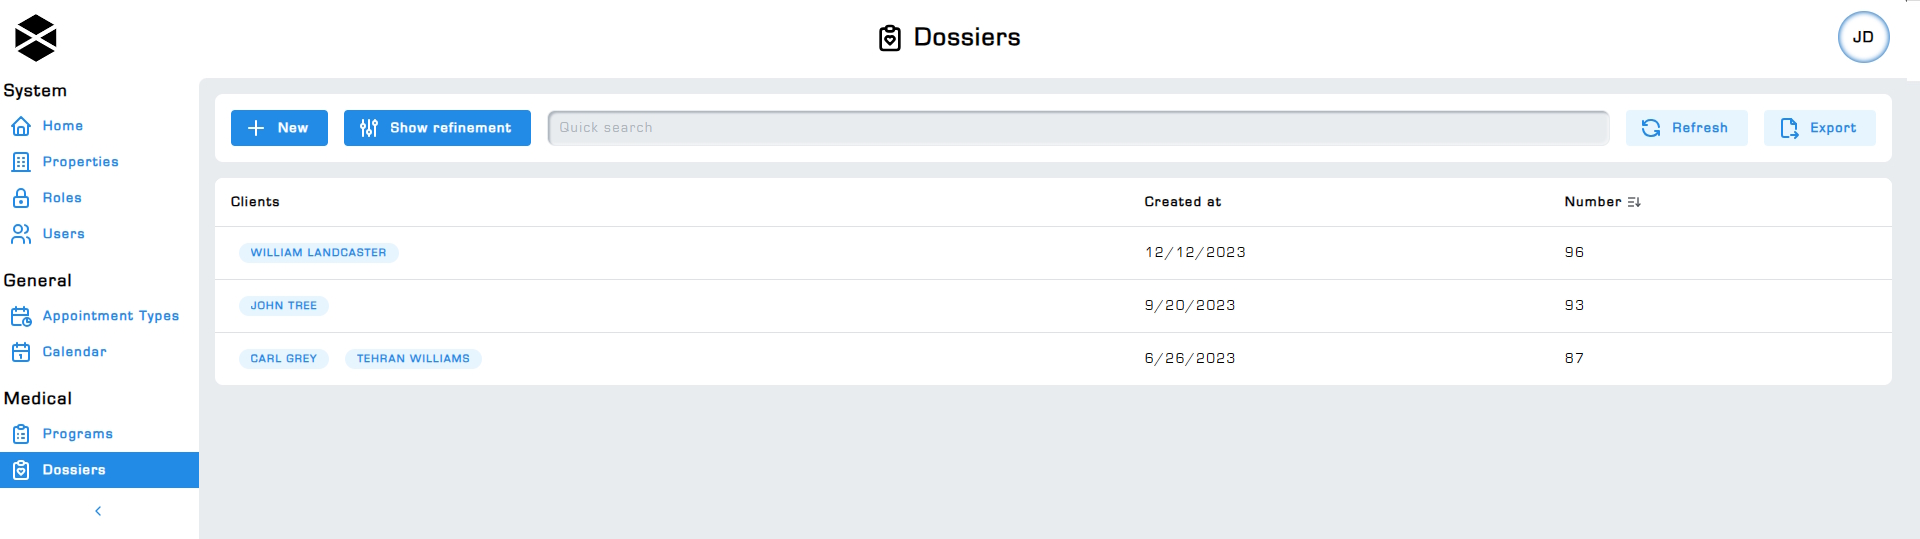 Dossiers
JD
System
Home
Properties
Roles
Users
General
Appointment Types
Calendar
1
Medical
Programs
Dossiers
New
Show refinement
Quick search
Refresh
Export
Clients Created at Number
WILLIAM LANDCASTER 12/12/2023 96
JOHN TREE 9/20/2023 93
CARL GREY TEHRAN WILLIAMS 6/26/2023 87